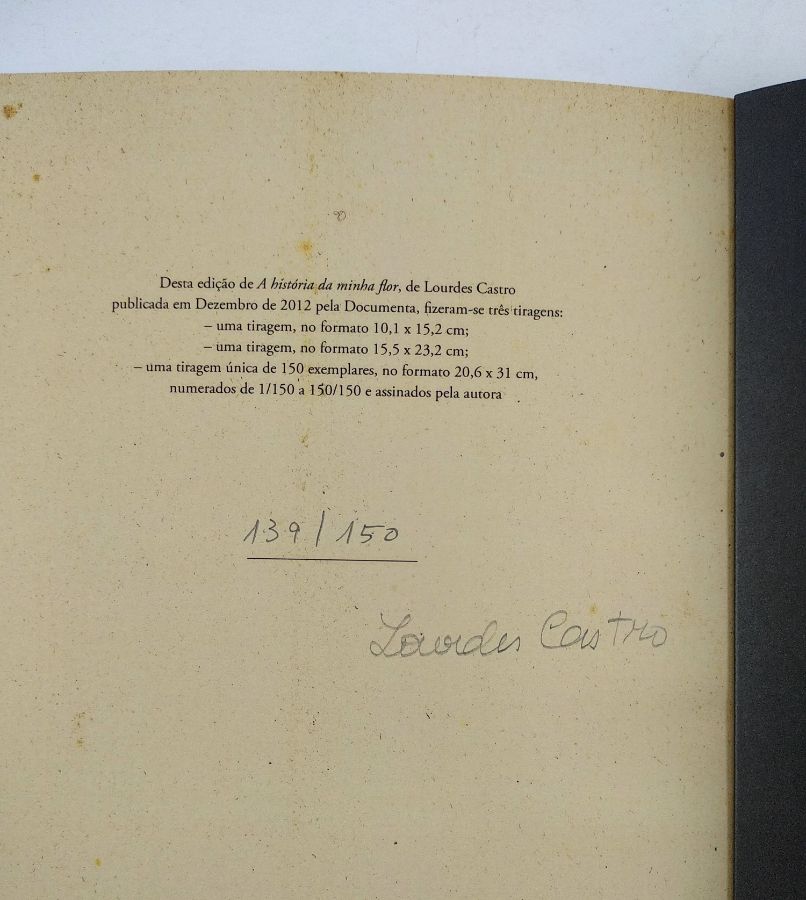 Desta edição de A história da minha flor, de Lourdes Castro
publicada em Dezembro de 2012 pela Documenta, fizeram-se três tiragens:
– uma tiragem, no formato 10,1 x 15,2 cm;
– uma tiragem, no formato 15,5 x 23,2 cm;
– uma tiragem única de 150 exemplares, no formato 20,6 x 31 cm,
numerados de 1/150 a 150/150 e assinados pela autora
139/150
Lourdes Castro